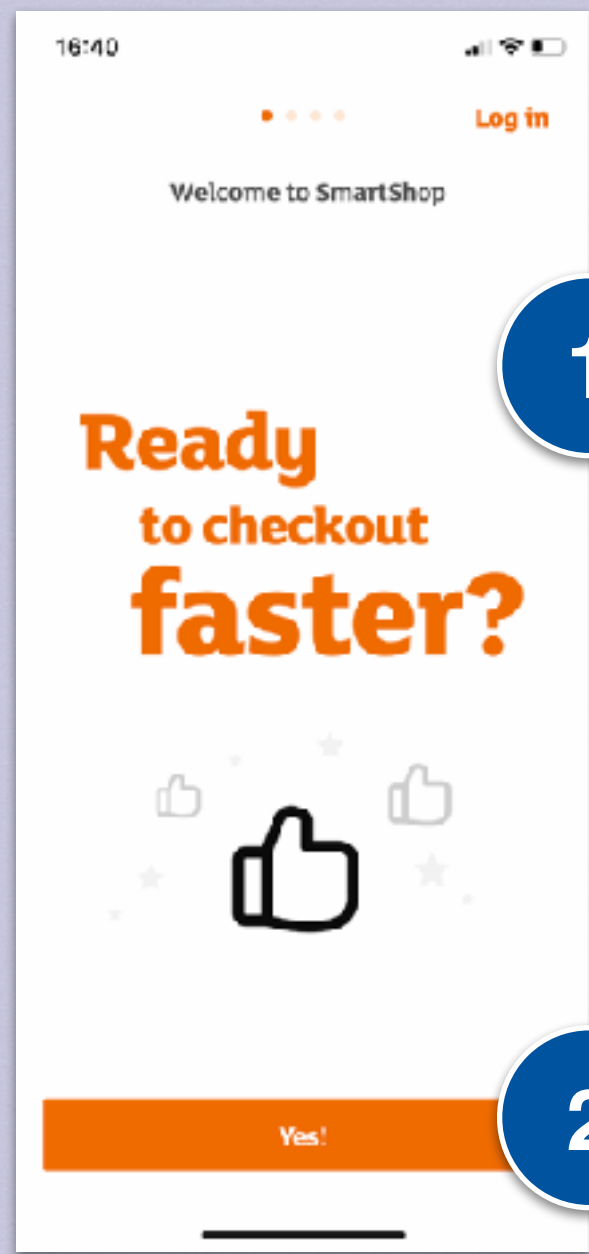 16:40
Log in
Welcome to SmartShop
1
Ready
to checkout
faster?
2
Yes!